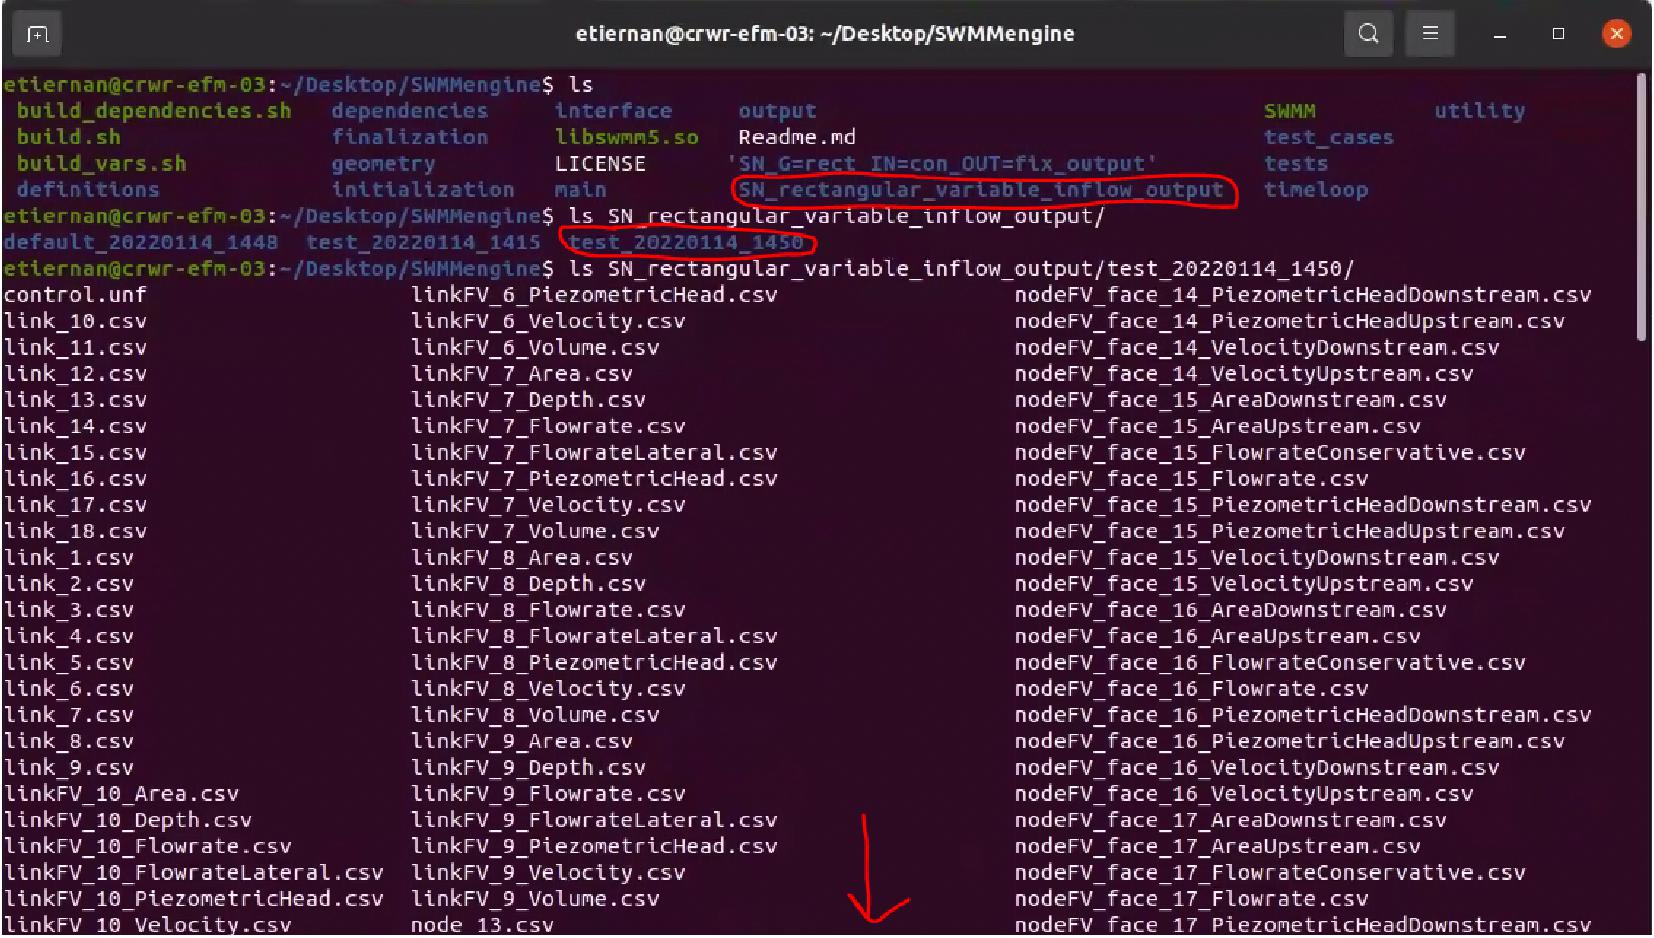 etiernan@crwr-efm-03: ~/Desktop/SWMMengine
etiernan@crwr-efm-03:~/Desktop/SWMMengine$ ls
build_dependencies.sh dependencies interface output SWMM utility
build.sh finalization libswmm5.so Readme.md test_cases
build_vars.sh geometry LICENSE 'SN_G=rect_IN=con_OUT=fix_output' tests
definitions initialization main SN_rectangular_variable_inflow_output timeloop
etiernan@crwr-efm-03:~/Desktop/SWMMengine$ ls SN_rectangular_variable_inflow_output/
default_20220114_1448 test_20220114_1415 test_20220114_1450
etiernan@crwr-efm-03:~/Desktop/SWMMengine$ ls SN_rectangular_variable_inflow_output/test_20220114_1450/
control.unf linkFV_6_PiezometricHead.csv nodeFV_face_14_PiezometricHeadDownstream.csv
link_10.csv linkFV_6_Velocity.csv nodeFV_face_14_PiezometricHeadUpstream.csv
link_11.csv linkFV_6_Volume.csv nodeFV_face_14_VelocityDownstream.csv
link_12.csv linkFV_7_Area.csv nodeFV_face_14_VelocityUpstream.csv
link_13.csv linkFV_7_Depth.csv nodeFV_face_15_AreaDownstream.csv
link_14.csv linkFV_7_Flowrate.csv nodeFV_face_15_AreaUpstream.csv
link_15.csv linkFV_7_FlowrateLateral.csv nodeFV_face_15_FlowrateConservative.csv
link_16.csv linkFV_7_PiezometricHead.csv nodeFV_face_15_Flowrate.csv
link_17.csv linkFV_7_Velocity.csv nodeFV_face_15_PiezometricHeadDownstream.csv
link_18.csv linkFV_7_Volume.csv nodeFV_face_15_PiezometricHeadUpstream.csv
link_1.csv linkFV_8_Area.csv nodeFV_face_15_VelocityDownstream.csv
link_2.csv linkFV_8_Depth.csv nodeFV_face_15_VelocityUpstream.csv
link_3.csv linkFV_8_Flowrate.csv nodeFV_face_16_AreaDownstream.csv
link_4.csv linkFV_8_FlowrateLateral.csv nodeFV_face_16_AreaUpstream.csv
link_5.csv linkFV_8_PiezometricHead.csv nodeFV_face_16_FlowrateConservative.csv
link_6.csv linkFV_8_Velocity.csv nodeFV_face_16_Flowrate.csv
link_7.csv linkFV_8_Volume.csv nodeFV_face_16_PiezometricHeadDownstream.csv
link_8.csv linkFV_9_Area.csv nodeFV_face_16_PiezometricHeadUpstream.csv
link_9.csv linkFV_9_Depth.csv nodeFV_face_16_VelocityDownstream.csv
linkFV_10_Area.csv linkFV_9_Flowrate.csv nodeFV_face_16_VelocityUpstream.csv
linkFV_10_Depth.csv linkFV_9_FlowrateLateral.csv nodeFV_face_17_AreaDownstream.csv
linkFV_10_Flowrate.csv linkFV_9_PiezometricHead.csv nodeFV_face_17_AreaUpstream.csv
linkFV_10_FlowrateLateral.csv linkFV_9_Velocity.csv nodeFV_face_17_FlowrateConservative.csv
linkFV_10_PiezometricHead.csv linkFV_9_Volume.csv nodeFV_face_17_Flowrate.csv
linkFV_10_Velocity.csv node_13.csv nodeFV_face_17_PiezometricHeadDownstream.csv